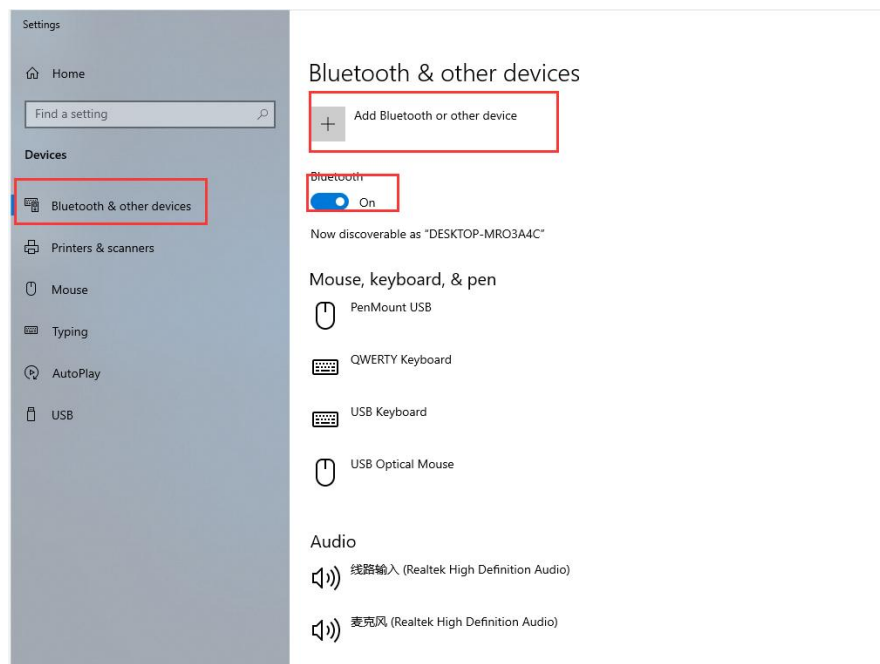 Settings
Home
Find a setting
Devices
Bluetooth & other devices
Printers & scanners
Mouse
Typing
AutoPlay
USB
Bluetooth & other devices
Add Bluetooth or other device
Bluetooth
On
Now discoverable as “DESKTOP-MRO3A4C”
Mouse, keyboard, & pen
PenMount USB
QWERTY Keyboard
USB Keyboard
USB Optical Mouse
Audio
线路输入 (Realtek High Definition Audio)
麦克风 (Realtek High Definition Audio)